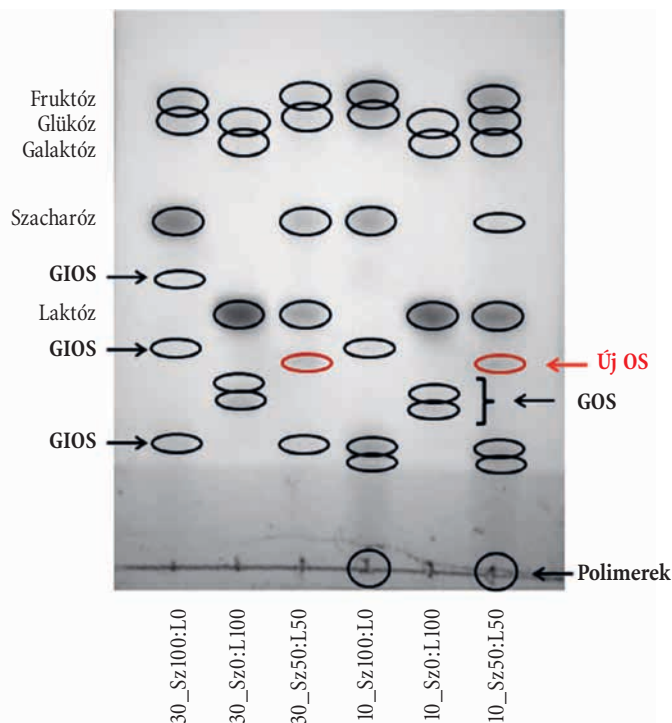 Fruktóz
Glükóz
Galaktóz
Szacharóz
GIOS
Laktóz
GIOS
Új OS
GOS
GIOS
Polimerek
30_Sz100:L0
30_Sz0:L100
30_Sz50:L50
10_Sz100:L0
10_Sz0:L100
10_Sz50:L50